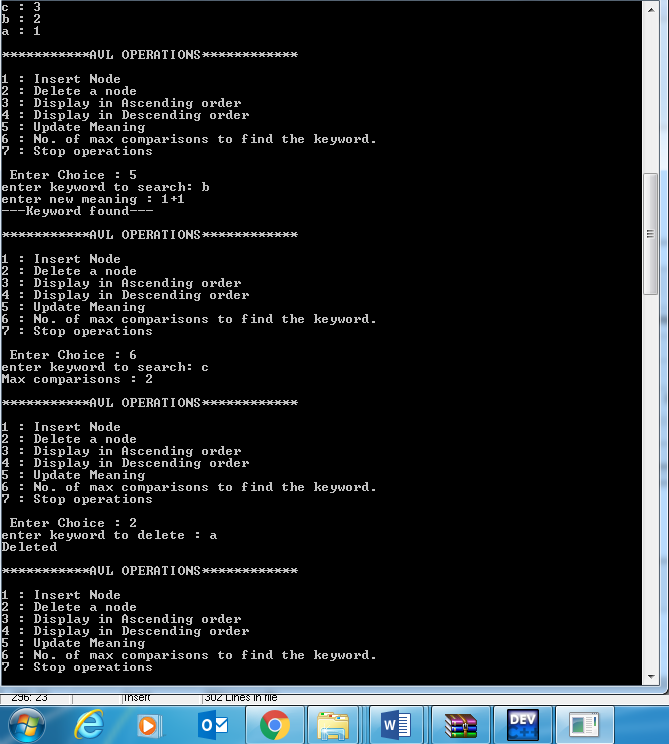 c : 3
b : 2
a : 1
***********AVL OPERATIONS************
1 : Insert Node
2 : Delete a node
3 : Display in Ascending order
4 : Display in Descending order
5 : Update Meaning
6 : No. of max comparisons to find the keyword.
7 : Stop operations
Enter Choice : 5
enter keyword to search: b
enter new meaning : 1+1
---Keyword found---
***********AVL OPERATIONS************
1 : Insert Node
2 : Delete a node
3 : Display in Ascending order
4 : Display in Descending order
5 : Update Meaning
6 : No. of max comparisons to find the keyword.
7 : Stop operations
Enter Choice : 6
enter keyword to search: c
Max comparisons : 2
***********AVL OPERATIONS************
1 : Insert Node
2 : Delete a node
3 : Display in Ascending order
4 : Display in Descending order
5 : Update Meaning
6 : No. of max comparisons to find the keyword.
7 : Stop operations
Enter Choice : 2
enter keyword to delete : a
Deleted
***********AVL OPERATIONS************
1 : Insert Node
2 : Delete a node
3 : Display in Ascending order
4 : Display in Descending order
5 : Update Meaning
6 : No. of max comparisons to find the keyword.
7 : Stop operations
296: 23 Insert 302 Lines in file
DEV
C++